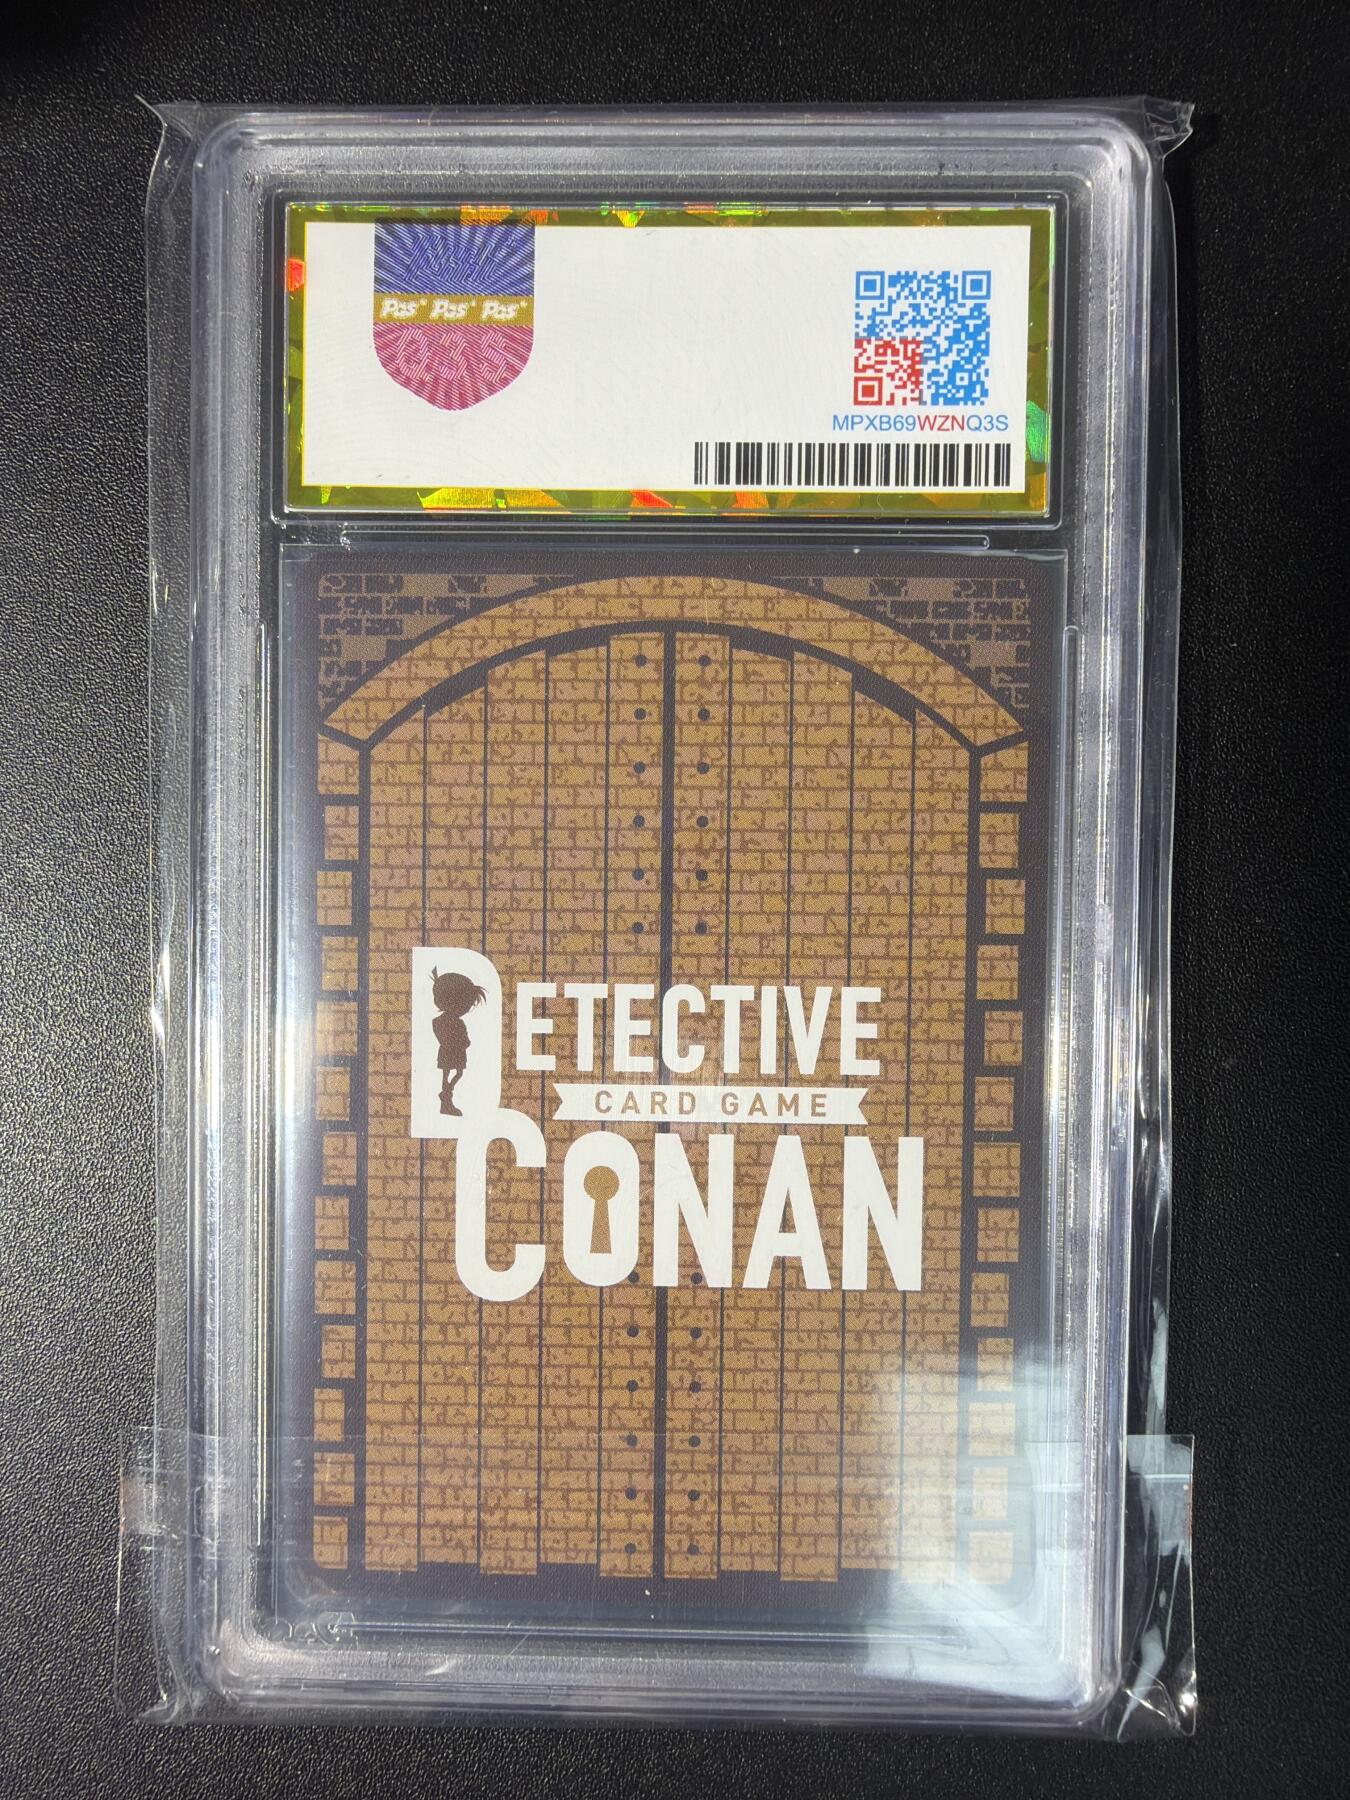 Pas Pas Pas
MPXB69WZNQ3S
DETECTIVE
CARD GAME
CONAN